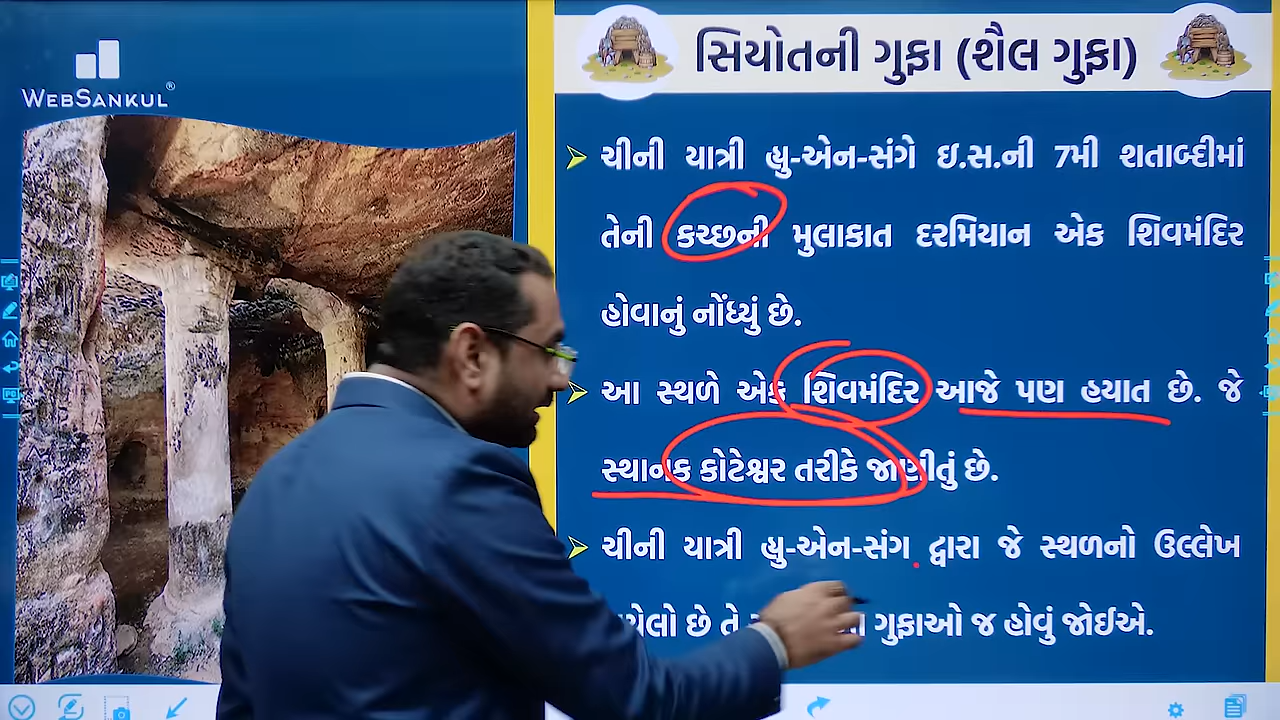 WEBSANKUL®
સિયોતની ગુફા (શૈલ ગુફા)
ચીની યાત્રી હ્યુ-એન-સંગે ઇ.સ.ની 7મી શતાબ્દીમાં
તેની કચ્છની મુલાકાત દરમિયાન એક શિવમંદિર
હોવાનું નોંધ્યું છે.
આ સ્થળે એક શિવમંદિર આજે પણ હયાત છે. જે
સ્થાનક કોટેશ્વર તરીકે જાણીતું છે.
ચીની યાત્રી હ્યુ-એન-સંગ દ્વારા જે સ્થળનો ઉલ્લેખ
છે તે ગુફાઓ જ હોવું જોઈએ.